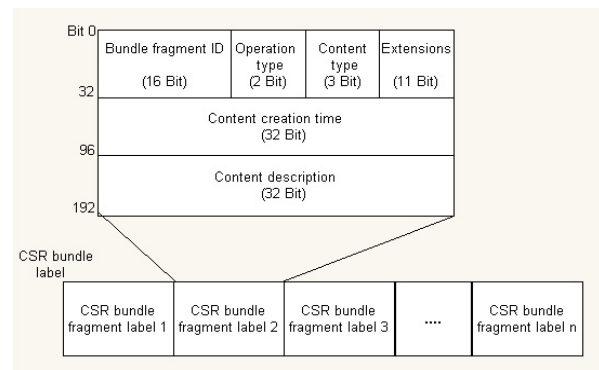 Bit 0
Bundle fragment ID
(16 Bit)
Operation
type
(2 Bit)
Content
type
(3 Bit)
Extensions
(11 Bit)
32
Content creation time
(32 Bit)
96
Content description
(32 Bit)
192
CSR bundle
label
CSR bundle
fragment label 1
CSR bundle
fragment label 2
CSR bundle
fragment label 3
....
CSR bundle
fragment label n